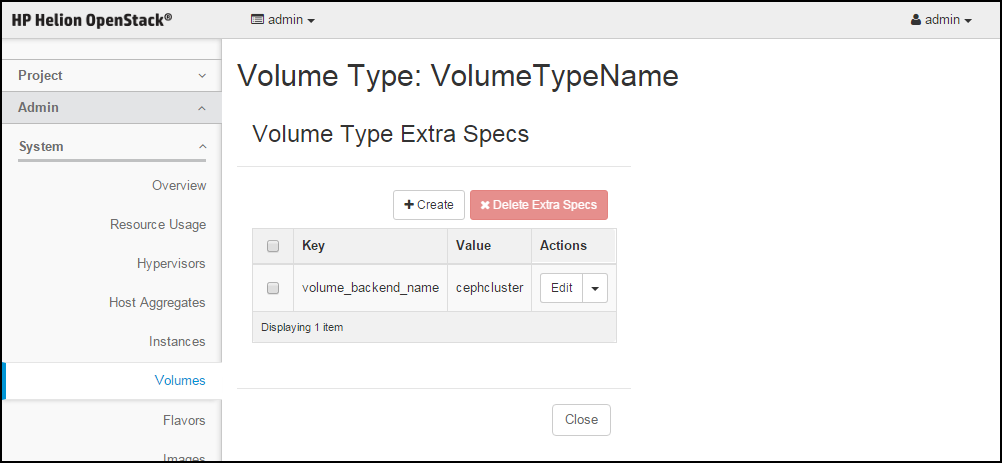 HP Helion OpenStack®
admin
admin
Project
Admin
System
Overview
Resource Usage
Hypervisors
Host Aggregates
Instances
Volumes
Flavors
Images
Volume Type: VolumeTypeName
Volume Type Extra Specs
Create
Delete Extra Specs
Key Value Actions
volume_backend_name cephcluster Edit
Displaying 1 item
Close